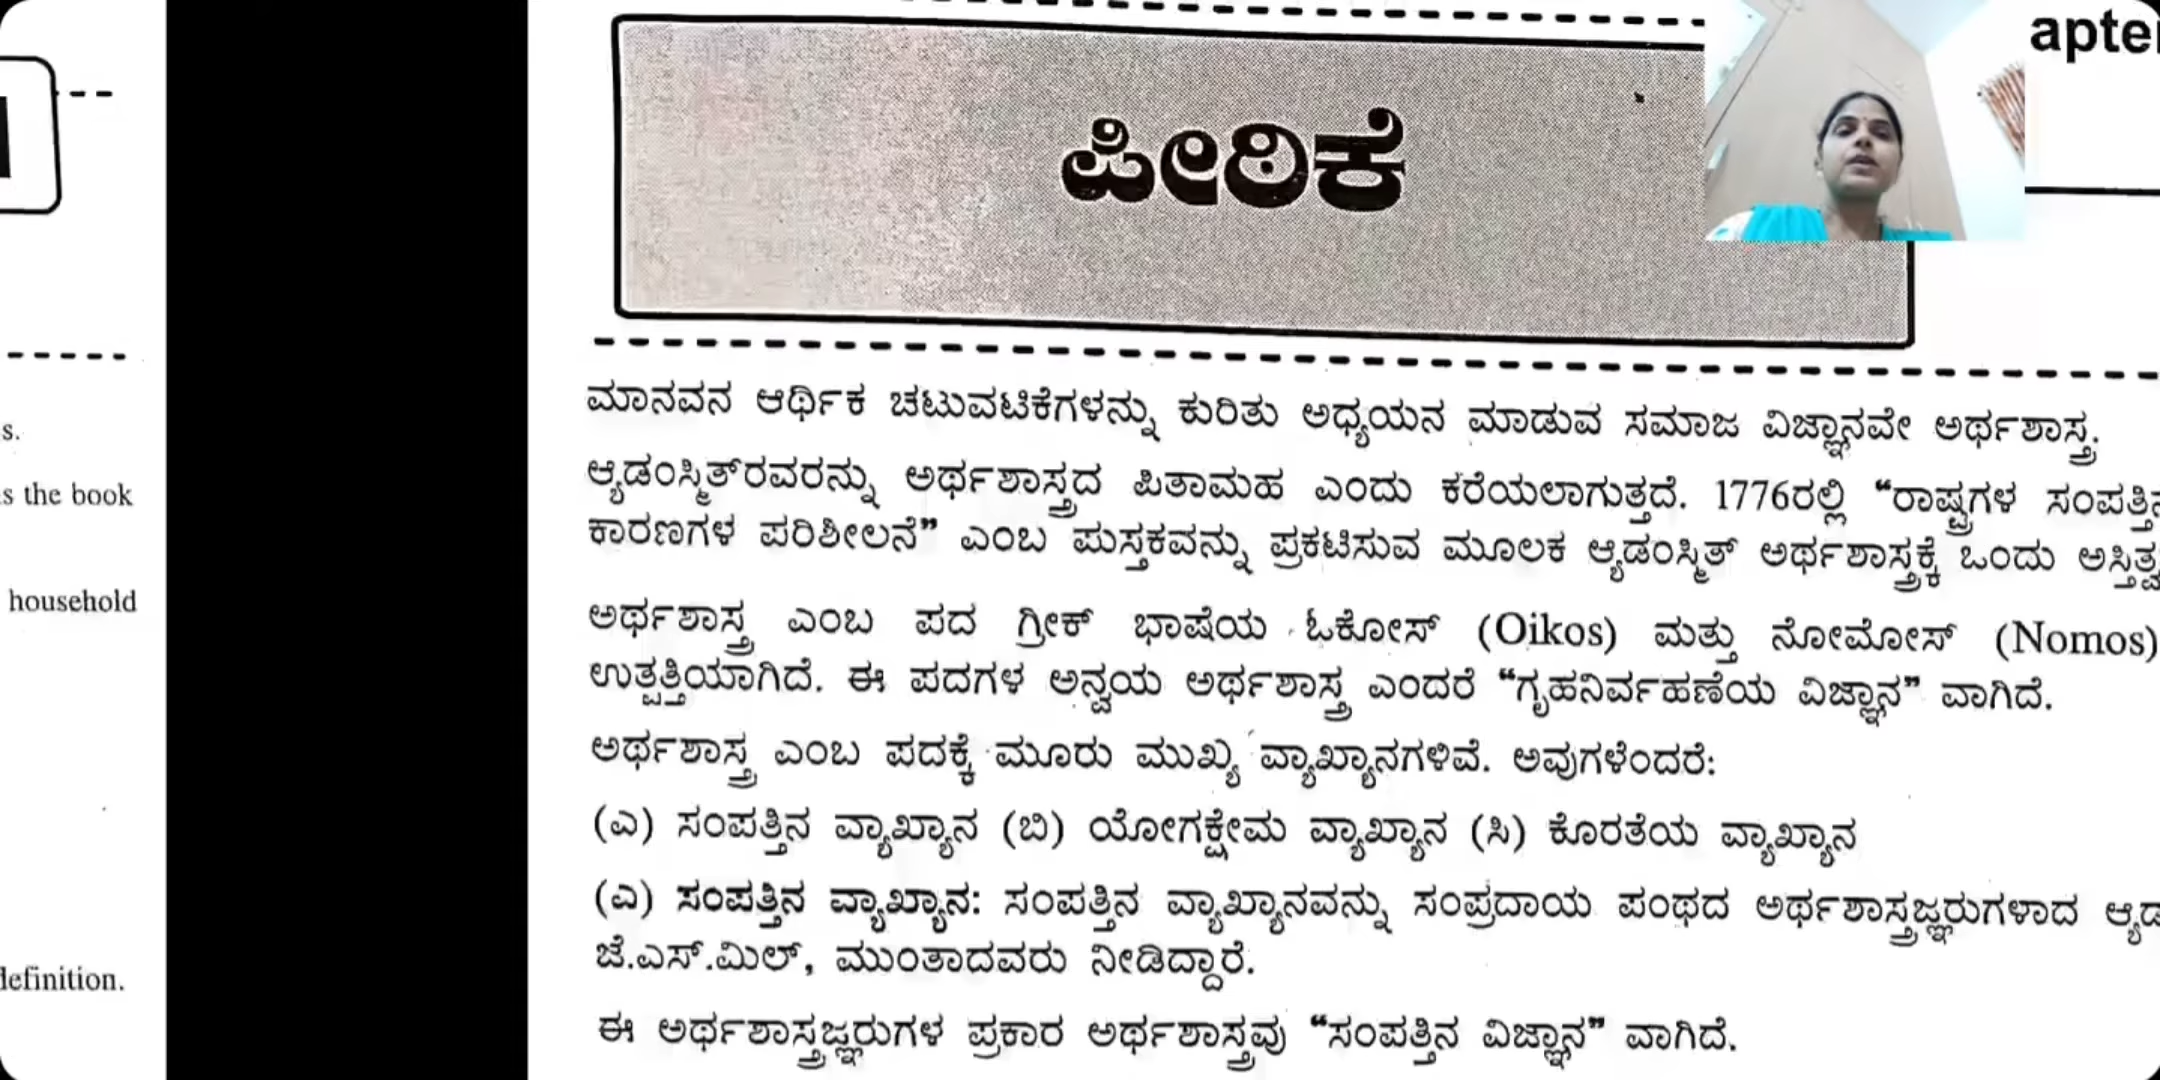 s.
s the book
household
definition.
apter
ಪೀಠಿಕೆ
ಮಾನವನ ಆರ್ಥಿಕ ಚಟುವಟಿಕೆಗಳನ್ನು ಕುರಿತು ಅಧ್ಯಯನ ಮಾಡುವ ಸಮಾಜ ವಿಜ್ಞಾನವೇ ಅರ್ಥಶಾಸ್ತ್ರ.
ಆ್ಯಡಂಸ್ಮಿತ್‌ರವರನ್ನು ಅರ್ಥಶಾಸ್ತ್ರದ ಪಿತಾಮಹ ಎಂದು ಕರೆಯಲಾಗುತ್ತದೆ. 1776ರಲ್ಲಿ “ರಾಷ್ಟ್ರಗಳ ಸಂಪತ್ತಿನ
ಕಾರಣಗಳ ಪರಿಶೀಲನೆ” ಎಂಬ ಪುಸ್ತಕವನ್ನು ಪ್ರಕಟಿಸುವ ಮೂಲಕ ಆ್ಯಡಂಸ್ಮಿತ್ ಅರ್ಥಶಾಸ್ತ್ರಕ್ಕೆ ಒಂದು ಅಸ್ತಿತ್ವ
ಅರ್ಥಶಾಸ್ತ್ರ ಎಂಬ ಪದ ಗ್ರೀಕ್ ಭಾಷೆಯ ಓಕೋಸ್ (Oikos) ಮತ್ತು ನೋಮೋಸ್ (Nomos)
ಉತ್ಪತ್ತಿಯಾಗಿದೆ. ಈ ಪದಗಳ ಅನ್ವಯ ಅರ್ಥಶಾಸ್ತ್ರ ಎಂದರೆ “ಗೃಹನಿರ್ವಹಣೆಯ ವಿಜ್ಞಾನ” ವಾಗಿದೆ.
ಅರ್ಥಶಾಸ್ತ್ರ ಎಂಬ ಪದಕ್ಕೆ ಮೂರು ಮುಖ್ಯ ವ್ಯಾಖ್ಯಾನಗಳಿವೆ. ಅವುಗಳೆಂದರೆ:
(ಎ) ಸಂಪತ್ತಿನ ವ್ಯಾಖ್ಯಾನ (ಬಿ) ಯೋಗಕ್ಷೇಮ ವ್ಯಾಖ್ಯಾನ (ಸಿ) ಕೊರತೆಯ ವ್ಯಾಖ್ಯಾನ
(ಎ) ಸಂಪತ್ತಿನ ವ್ಯಾಖ್ಯಾನ: ಸಂಪತ್ತಿನ ವ್ಯಾಖ್ಯಾನವನ್ನು ಸಂಪ್ರದಾಯ ಪಂಥದ ಅರ್ಥಶಾಸ್ತ್ರಜ್ಞರುಗಳಾದ ಆ್ಯಡ
ಜೆ.ಎಸ್.ಮಿಲ್, ಮುಂತಾದವರು ನೀಡಿದ್ದಾರೆ.
ಈ ಅರ್ಥಶಾಸ್ತ್ರಜ್ಞರುಗಳ ಪ್ರಕಾರ ಅರ್ಥಶಾಸ್ತ್ರವು “ಸಂಪತ್ತಿನ ವಿಜ್ಞಾನ” ವಾಗಿದೆ.